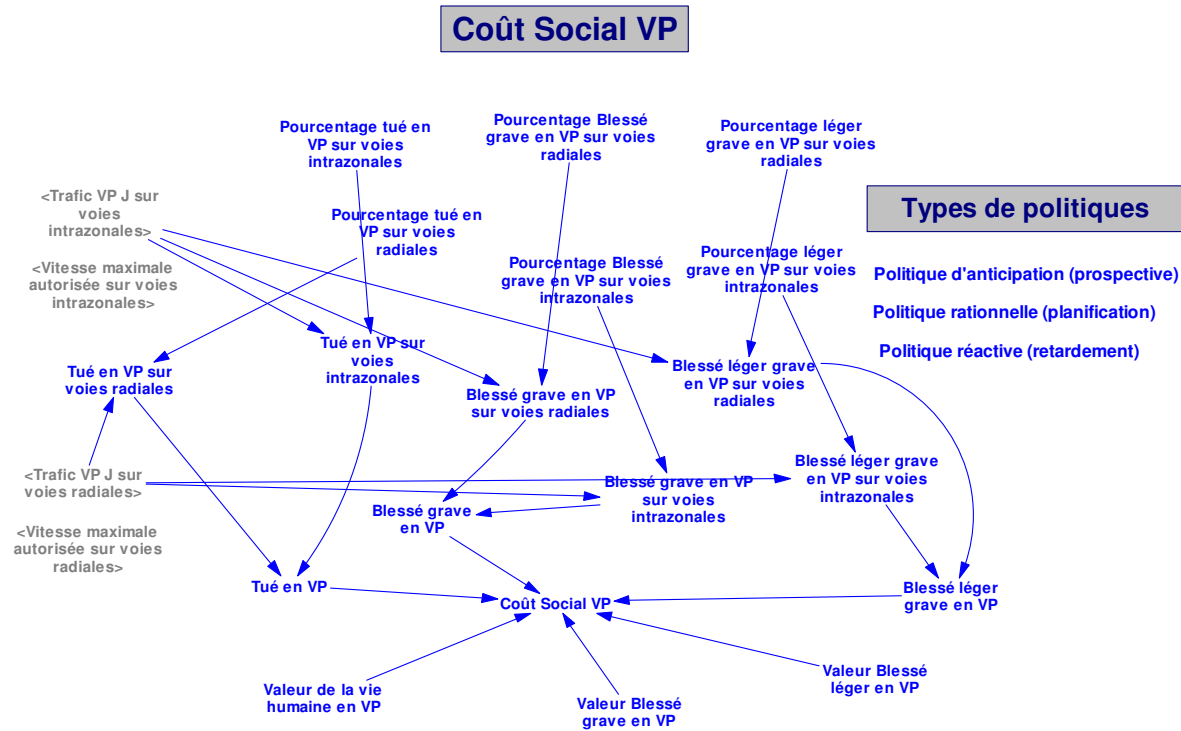 Coût Social VP
Pourcentage tué en
VP sur voies
intrazonales
Pourcentage Blessé
grave en VP sur voies
radiales
Pourcentage léger
grave en VP sur voies
radiales
<Trafic VP J sur
voies
intrazonales>
Pourcentage tué en
VP sur voies
radiales
Types de politiques
<Vitesse maximale
autorisée sur voies
intrazonales>
Pourcentage Blessé
grave en VP sur voies
intrazonales
Pourcentage léger
grave en VP sur voies
intrazonales
Politique d'anticipation (prospective)
Politique rationnelle (planification)
Politique réactive (retardement)
Tué en VP sur
voies radiales
Tué en VP sur
voies
intrazonales
Blessé grave en VP
sur voies radiales
Blessé léger grave
en VP sur voies
radiales
<Trafic VP J sur
voies radiales>
Blessé grave
en VP
Blessé grave en VP
sur voies
intrazonales
Blessé léger grave
en VP sur voies
intrazonales
<Vitesse maximale
autorisée sur voies
radiales>
Tué en VP
Coût Social VP
Blessé léger
grave en VP
Valeur de la vie
humaine en VP
Valeur Blessé
grave en VP
Valeur Blessé
léger en VP